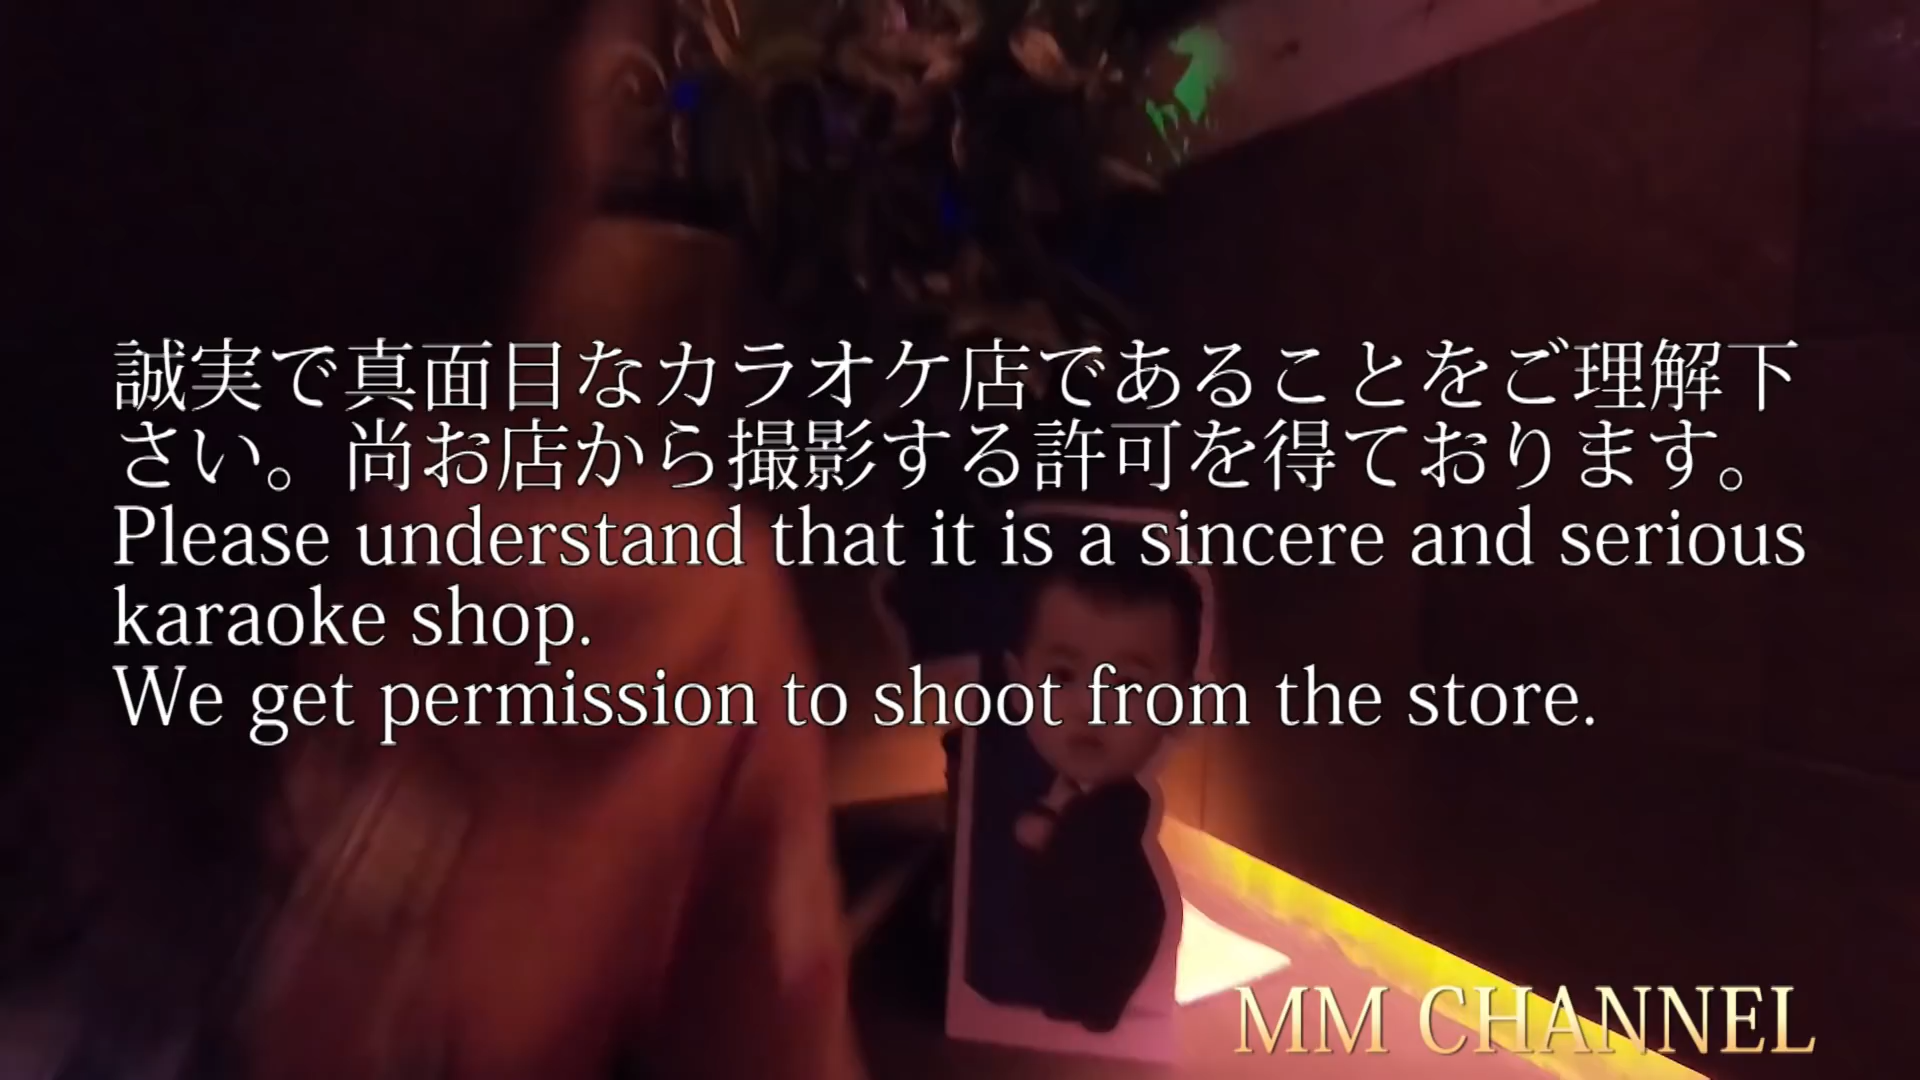 誠実で真面目なカラオケ店であることをご理解下
さい。尚お店から撮影する許可を得ております。
Please understand that it is a sincere and serious
karaoke shop.
We get permission to shoot from the store.
MM CHANNEL